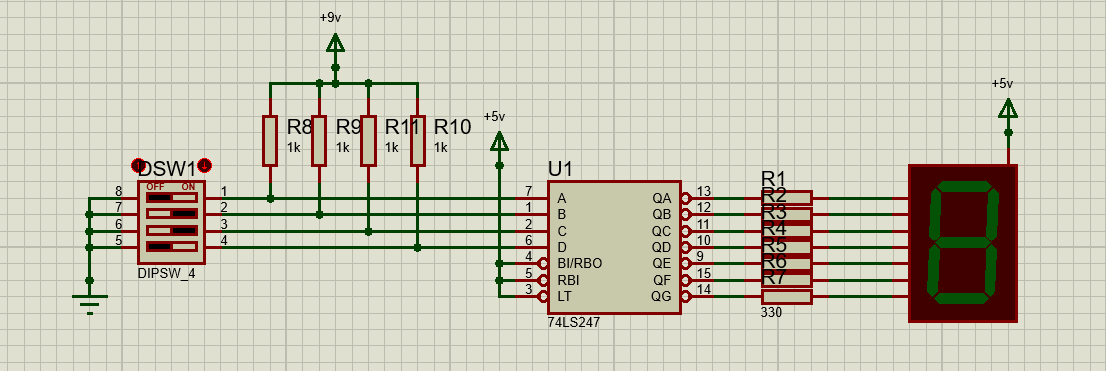 +9v
+5v
+5v
R8
1k
R9
1k
R11
1k
R10
1k
DSW1
OFF ON
8 1
7 2
6 3
5 4
DIPSW_4
U1
7 A QA 13
1 B QB 12
2 C QC 11
6 D QD 10
4 BI/RBO QE 9
5 RBI QF 15
3 LT QG 14
74LS247
R1
R2
R3
R4
R5
R6
R7
330